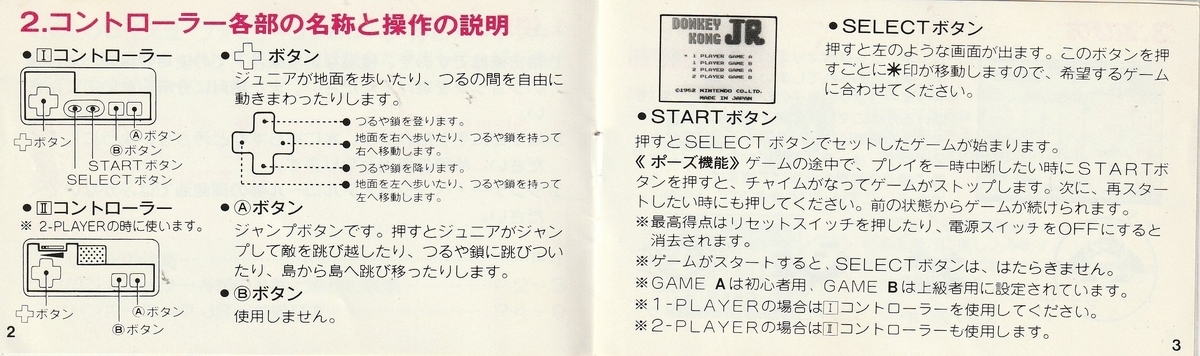 2.コントローラー各部の名称と操作の説明
●Ⅰコントローラー
✛ボタン
Ⓐボタン
Ⓑボタン
STARTボタン
SELECTボタン
●Ⅱコントローラー
※ 2-PLAYERの時に使います。
✛ボタン
Ⓐボタン
Ⓑボタン
2
●✛ボタン
ジュニアが地面を歩いたり、つるの間を自由に
動きまわったりします。
●つるや鎖を登ります。
●地面を右へ歩いたり、つるや鎖を持って
右へ移動します。
●つるや鎖を降ります。
●地面を左へ歩いたり、つるや鎖を持って
左へ移動します。
●Ⓐボタン
ジャンプボタンです。押すとジュニアがジャン
プして敵を跳び越したり、つるや鎖に跳びつい
たり、島から島へ跳び移ったりします。
●Ⓑボタン
使用しません。
DONKEY
KONG JR
* 1 PLAYER GAME A
1 PLAYER GAME B
2 PLAYER GAME A
2 PLAYER GAME B
©1982 NINTENDO CO.,LTD.
MADE IN JAPAN
●SELECTボタン
押すと左のような画面が出ます。このボタンを押
すごとに✳印が移動しますので、希望するゲーム
に合わせてください。
●STARTボタン
押すとSELECTボタンでセットしたゲームが始まります。
《ポーズ機能》ゲームの途中で、プレイを一時中断したい時にSTARTボ
タンを押すと、チャイムがなってゲームがストップします。次に、再スター
トしたい時にも押してください。前の状態からゲームが続けられます。
※最高得点はリセットスイッチを押したり、電源スイッチをOFFにすると
消去されます。
※ゲームがスタートすると、SELECTボタンは、はたらきません。
※GAME Aは初心者用、GAME Bは上級者用に設定されています。
※1-PLAYERの場合はⅠコントローラーを使用してください。
※2-PLAYERの場合はⅡコントローラーも使用します。
3